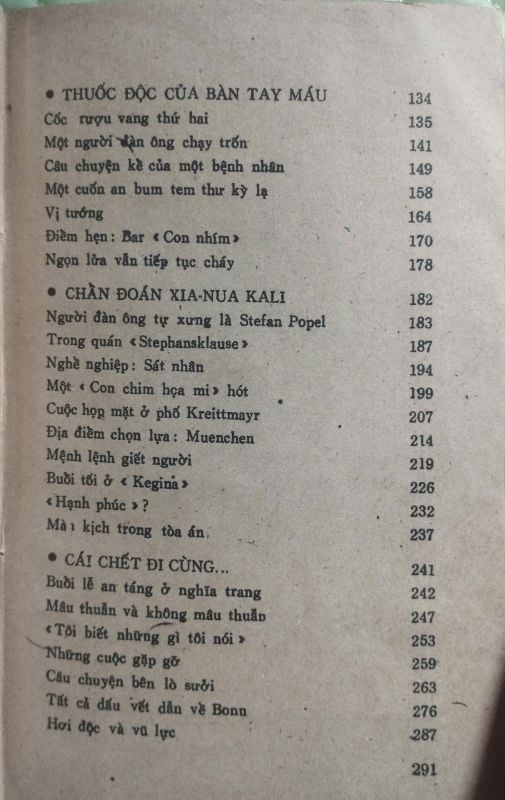 • THUỐC ĐỘC CỦA BÀN TAY MÁU 134
Cốc rượu vang thứ hai 135
Một người đàn ông chạy trốn 141
Câu chuyện kể của một bệnh nhân 149
Một cuốn an bum tem thư kỳ lạ 158
Vị tướng 164
Điểm hẹn: Bar «Con nhím» 170
Ngọn lửa vẫn tiếp tục cháy 178
• CHẨN ĐOÁN XIA-NUA KALI 182
Người đàn ông tự xưng là Stefan Popel 183
Trong quán «Stephansklause» 187
Nghề nghiệp: Sát nhân 194
Một «Con chim họa mi» hót 199
Cuộc họp mặt ở phố Kreittmayr 207
Địa điểm chọn lựa: Muenchen 214
Mệnh lệnh giết người 219
Buổi tối ở «Kegina» 226
«Hạnh phúc»? 232
Mà kịch trong tòa án 237
• CÁI CHẾT ĐI CÙNG... 241
Buổi lễ an táng ở nghĩa trang 242
Mâu thuẫn và không mâu thuẫn 247
«Tôi biết những gì tôi nói» 253
Những cuộc gặp gỡ 259
Câu chuyện bên lò sưởi 263
Tất cả dấu vết dẫn về Bonn 276
Hơi độc và vũ lực 287
291